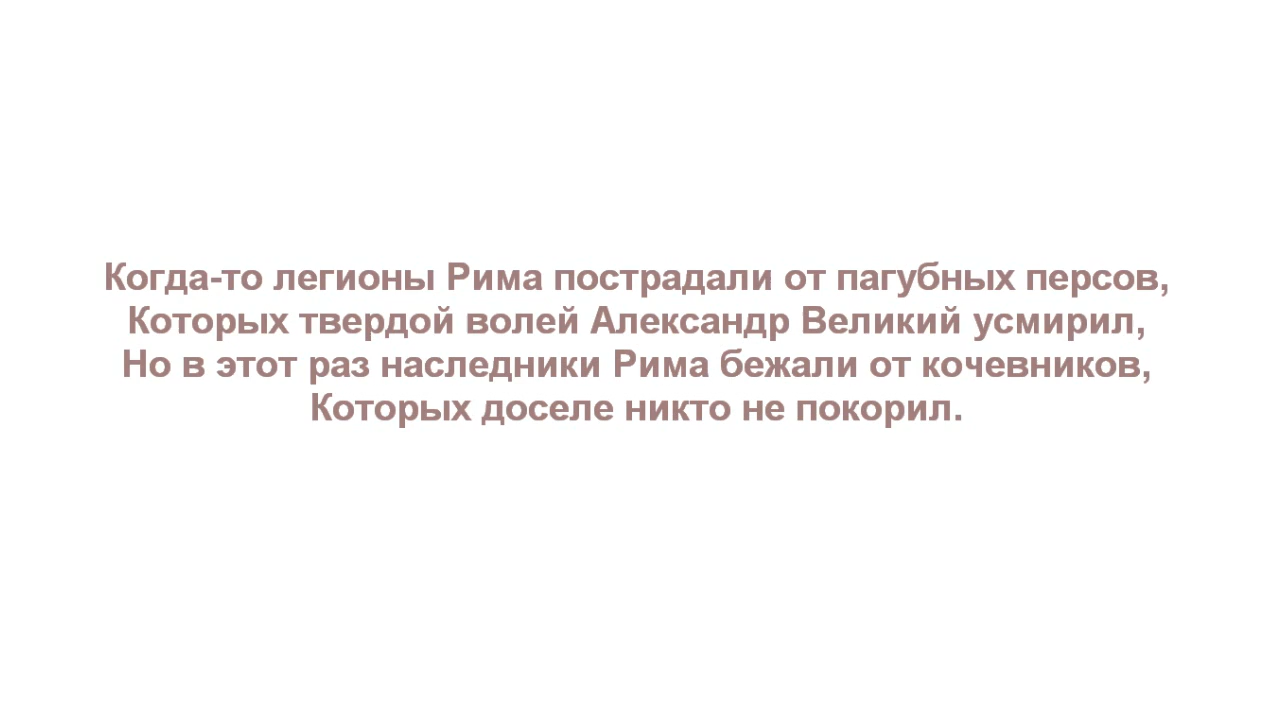 Когда-то легионы Рима пострадали от пагубных персов,
Которых твердой волей Александр Великий усмирил,
Но в этот раз наследники Рима бежали от кочевников,
Которых доселе никто не покорил.